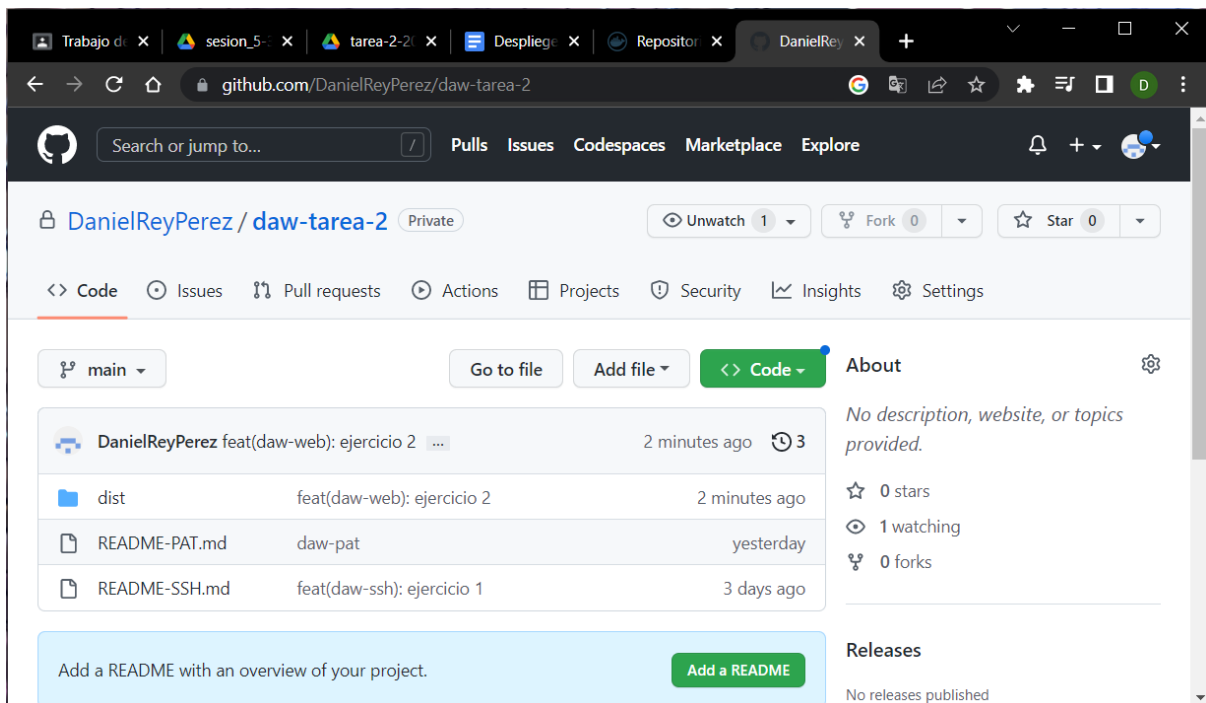 Trabajo de sesion_5- tarea-2-20 Despliege Repositor DanielRey
github.com/DanielReyPerez/daw-tarea-2 G D
Search or jump to... / Pulls Issues Codespaces Marketplace Explore
DanielReyPerez / daw-tarea-2 Private Unwatch 1 Fork 0 Star 0
Code Issues Pull requests Actions Projects Security Insights Settings
main Go to file Add file Code About
DanielReyPerez feat(daw-web): ejercicio 2 ... 2 minutes ago 3
No description, website, or topics
provided.
dist feat(daw-web): ejercicio 2 2 minutes ago
0 stars
README-PAT.md daw-pat yesterday
1 watching
README-SSH.md feat(daw-ssh): ejercicio 1 3 days ago
0 forks
Add a README with an overview of your project. Add a README
Releases
No releases published